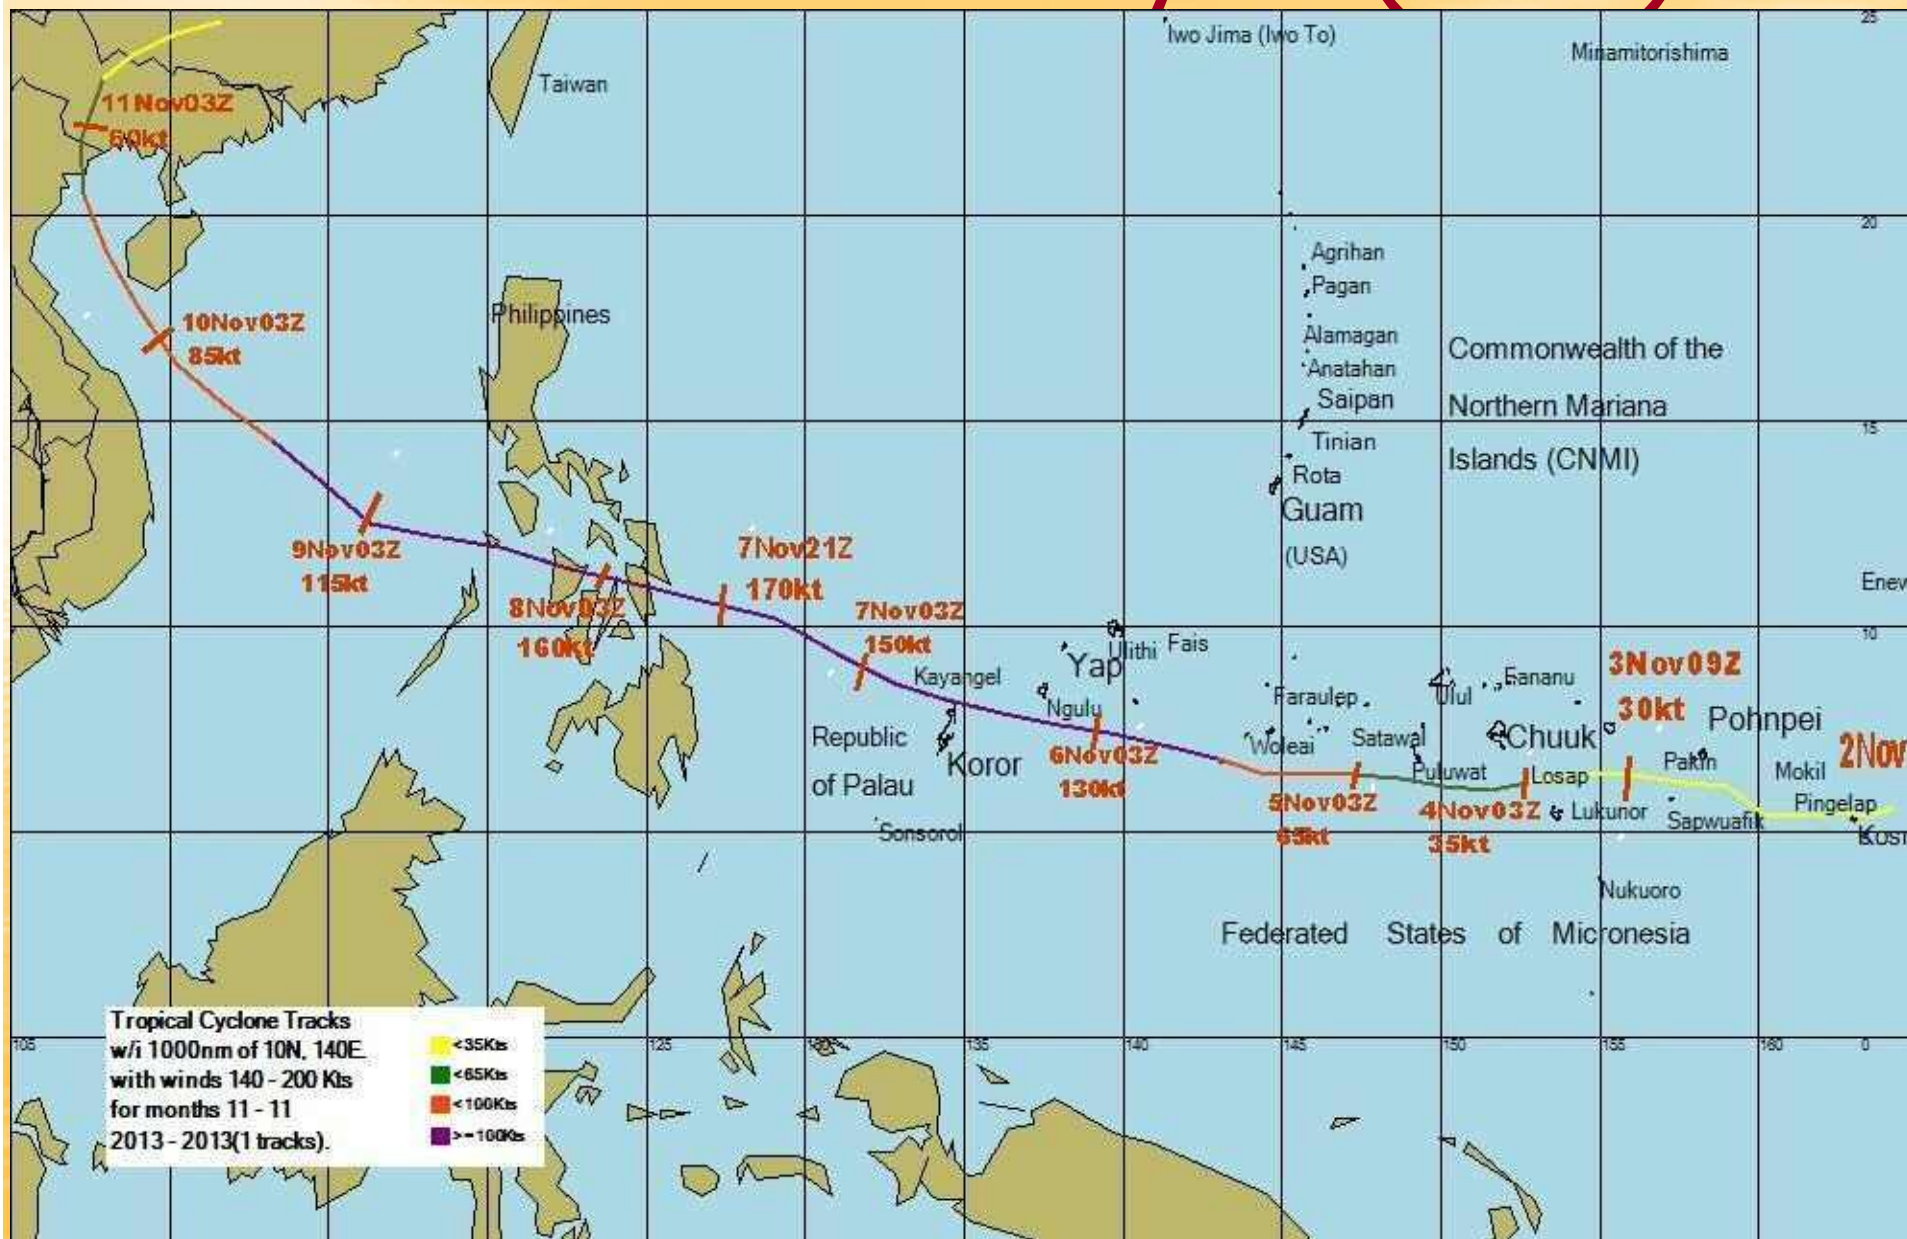 25
Iwo Jima (Iwo To)
Minamitorishima
Taiwan
11Nov03Z
60kt
20
Agrihan
Pagan
Philippines
10Nov03Z
85kt
Alamagan
Anatahan
Saipan
Tinian
Rota
Guam
(USA)
Commonwealth of the
Northern Mariana
Islands (CNMI)
15
9Nov03Z
115kt
7Nov21Z
170kt
8Nov03Z
160Kt
7Nov03Z
150kt
Enew
10
Kayangel
Yap
Ulithi
Fais
Ngulu
Faraulep
Ulul
Fananu
3Nov09Z
30kt
Pohnpei
2Nov
Republic
of Palau
Koror
6Nov03Z
130kt
Woleai
Satawal
Chuuk
Puluwat
Losap
Pakin
Mokil
Pingelap
5Nov03Z
65kt
4Nov03Z
35kt
Lukunor
Sapwuafik
Kosr
Sonsorol
Nukuoro
Federated States of Micronesia
Tropical Cyclone Tracks
w/i 1000nm of 10N, 140E.
with winds 140 - 200 Kts
for months 11 - 11
2013 - 2013(1 tracks).
<35Kts
<65Kts
<100Kts
>=100Kts
105
125
135
140
145
150
155
160
0